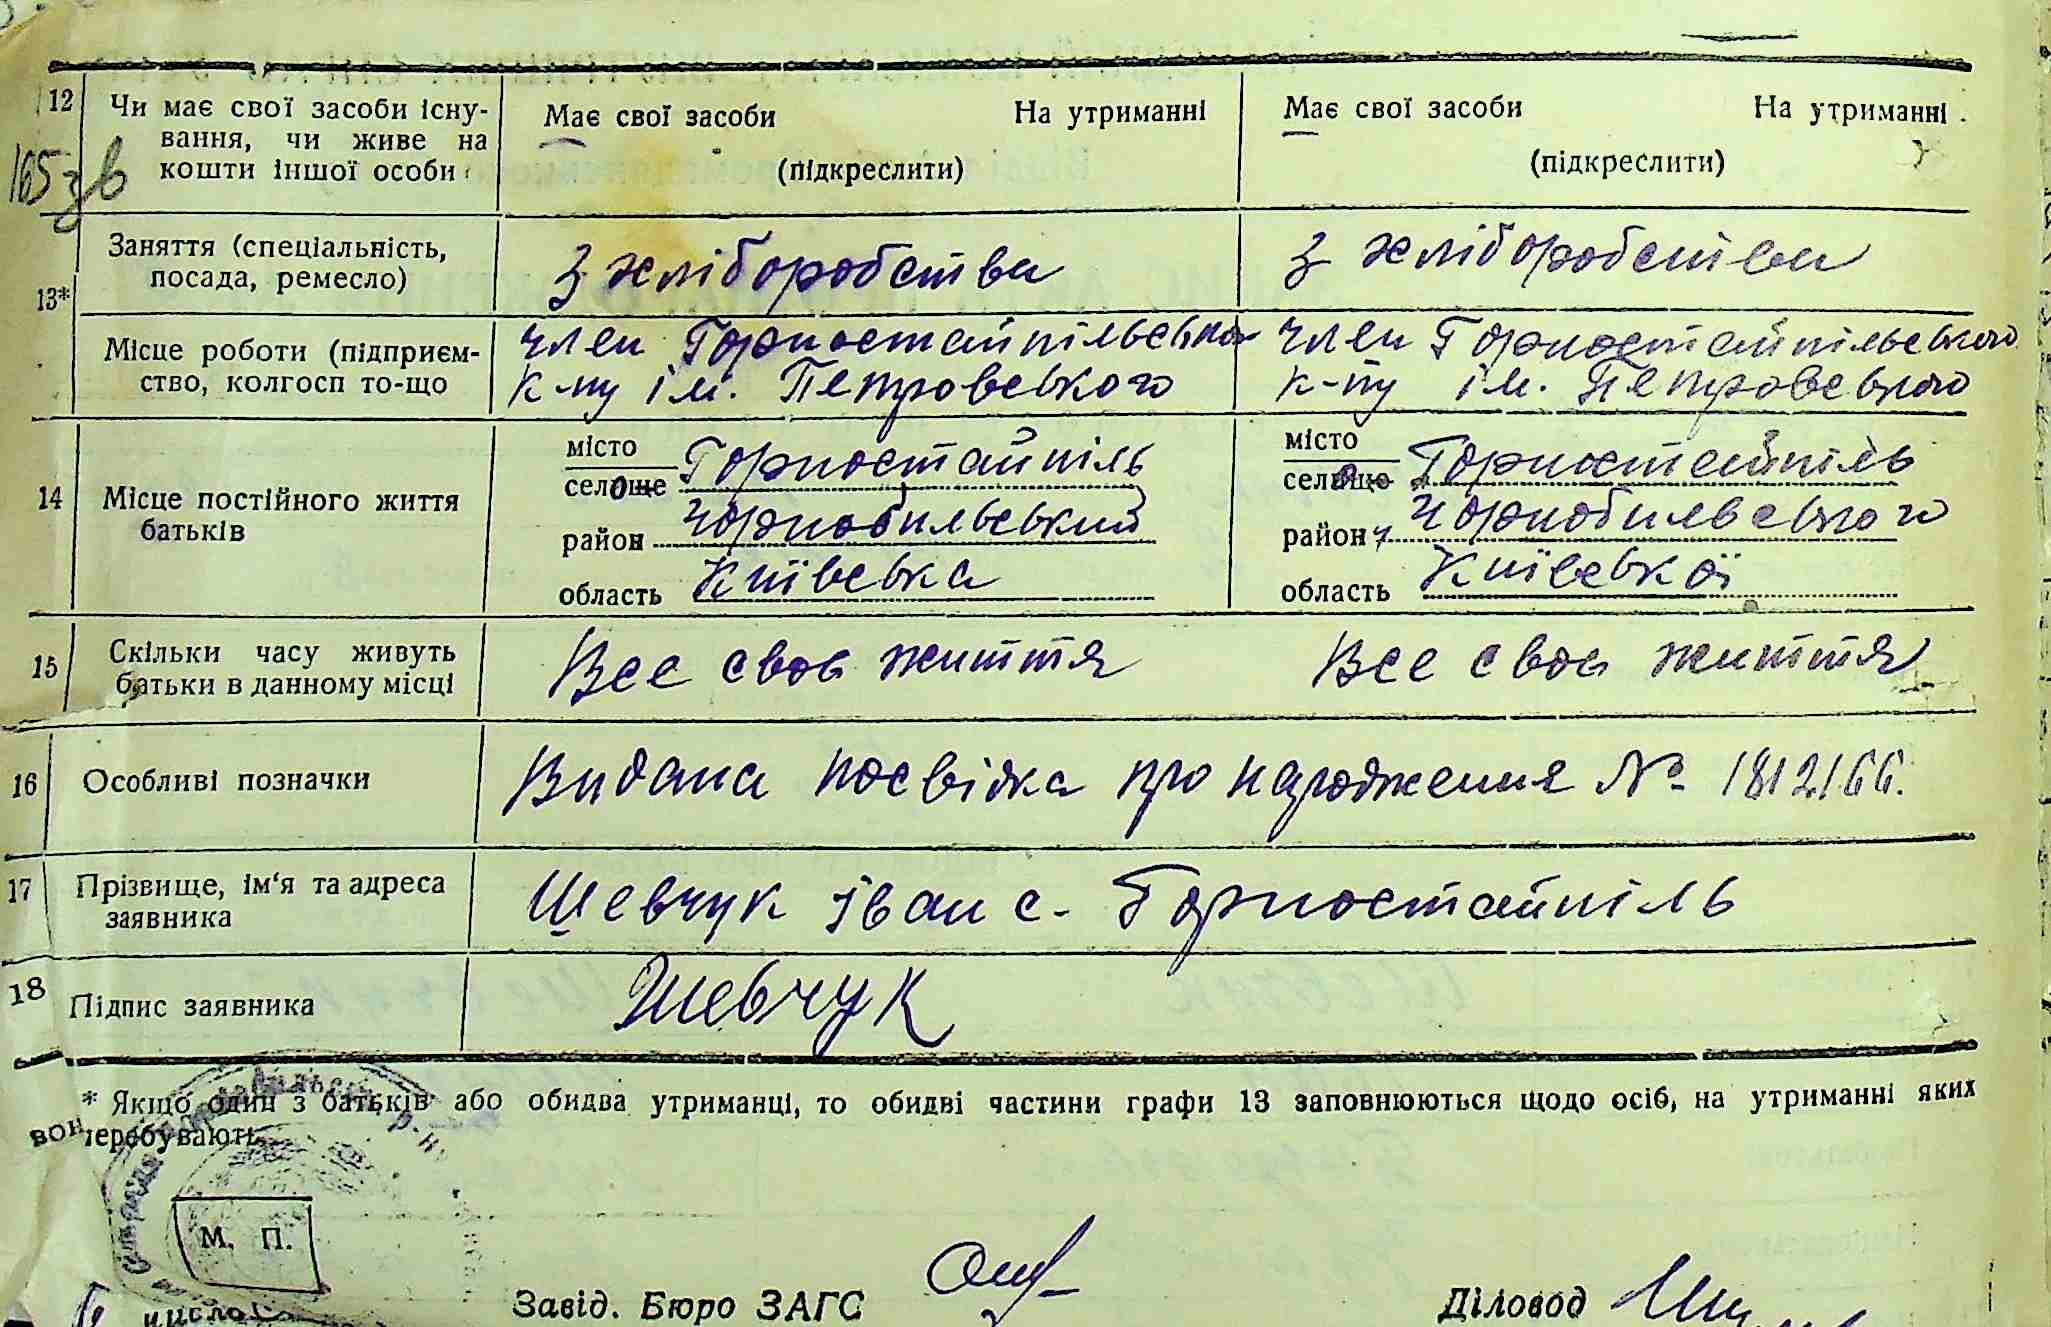 12 Чи має свої засоби існу- Має свої засоби На утриманні Має свої засоби На утриманні
вання, чи живе на
кошти іншої особи (підкреслити) (підкреслити)
165 зв
Заняття (спеціальність, З хліборобства З хліборобства
посада, ремесло)
13*
Місце роботи (підприєм- член Горностайпільсько член Горностайпільського
ство, колгосп то-що к-пу ім. Петровського к-пу ім. Петровського
місто місто
14 Місце постійного життя селище Горностайпіль селище Горностайпіль
батьків район Чорнобильський район Чорнобильського
область Київська область Київської
15 Скільки часу живуть Все своє життя Все своє життя
батьки в данному місці
16 Особливі позначки Видана посвідка про народження № 1812166.
17 Прізвище, ім'я та адреса Шевчук Іван с. Горностайпіль
заявника
18 Підпис заявника Шевчук
* Якщо один з батьків або обидва утриманці, то обидві частини графи 13 заповнюються щодо осіб, на утриманні яких
вони перебувають.
М. П.
Завід. Бюро ЗАГС Діловод
число